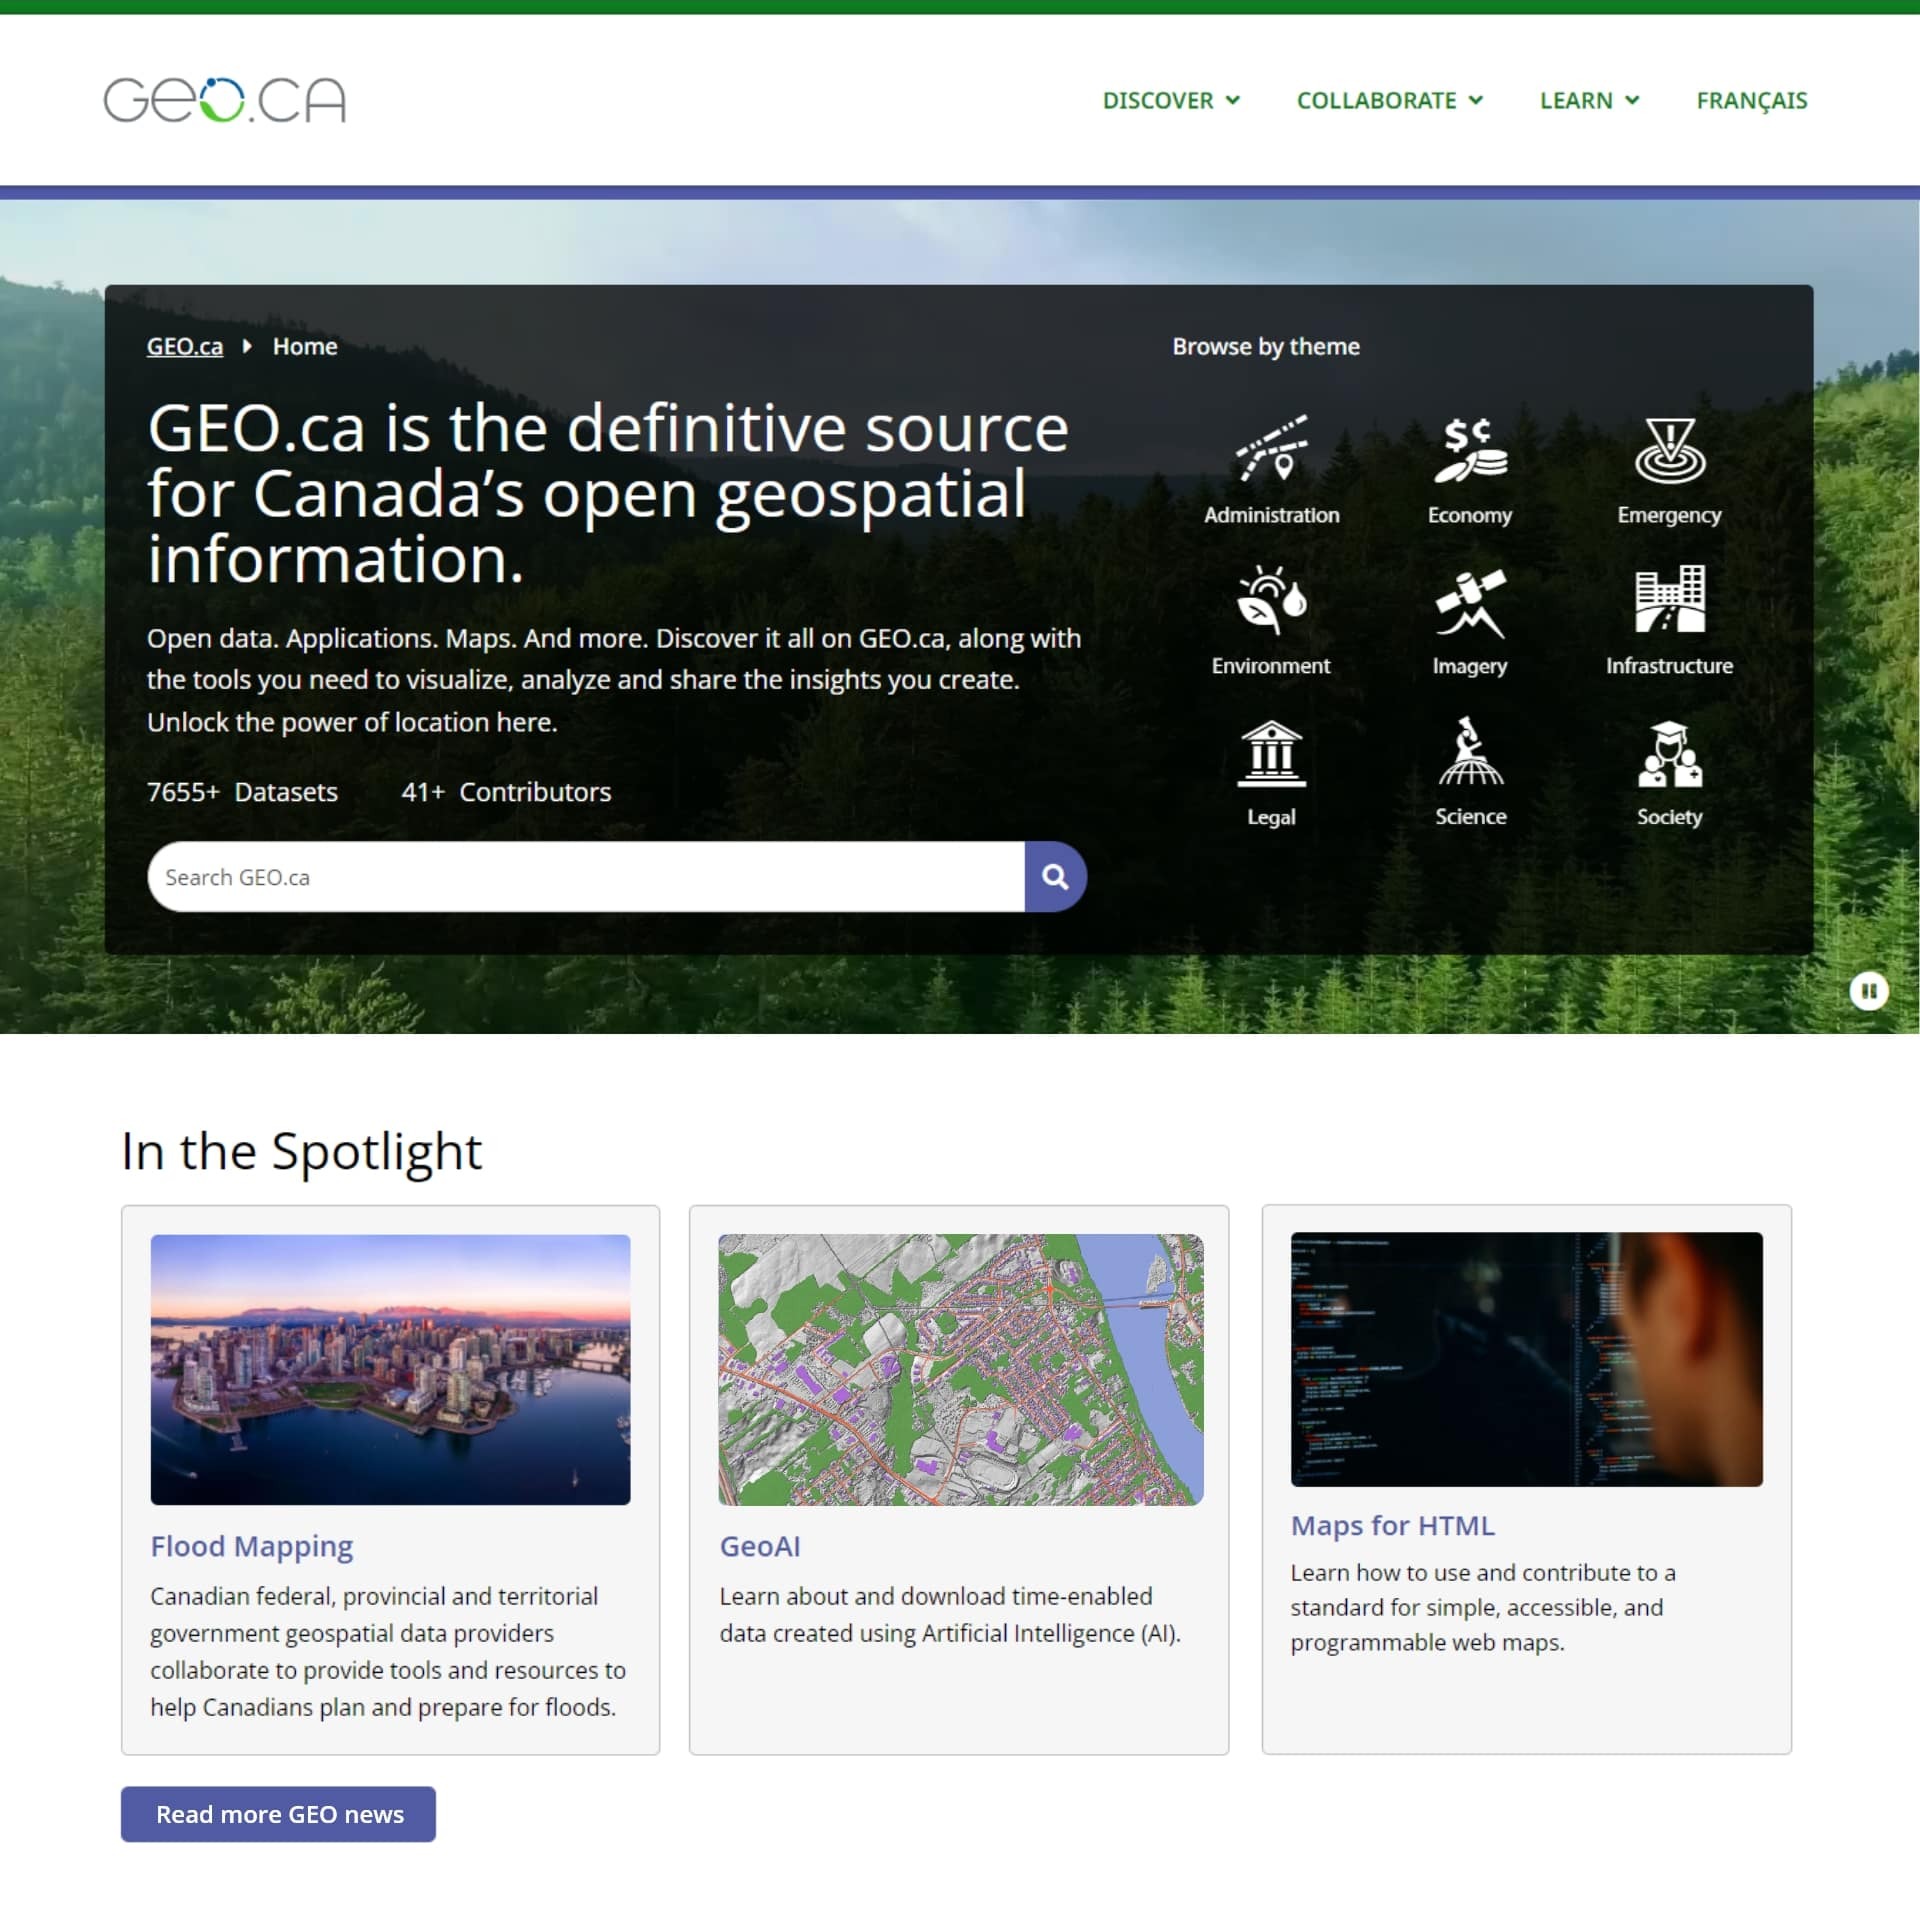 GEO.CA
DISCOVER
COLLABORATE
LEARN
FRANÇAIS
GEO.ca
Home
GEO.ca is the definitive source
for Canada’s open geospatial
information.
Open data. Applications. Maps. And more. Discover it all on GEO.ca, along with
the tools you need to visualize, analyze and share the insights you create.
Unlock the power of location here.
7655+ Datasets
41+ Contributors
Search GEO.ca
Browse by theme
$¢
Administration
Economy
Emergency
Environment
Imagery
Infrastructure
Legal
Science
Society
In the Spotlight
Flood Mapping
Canadian federal, provincial and territorial
government geospatial data providers
collaborate to provide tools and resources to
help Canadians plan and prepare for floods.
GeoAI
Learn about and download time-enabled
data created using Artificial Intelligence (AI).
Maps for HTML
Learn how to use and contribute to a
standard for simple, accessible, and
programmable web maps.
Read more GEO news